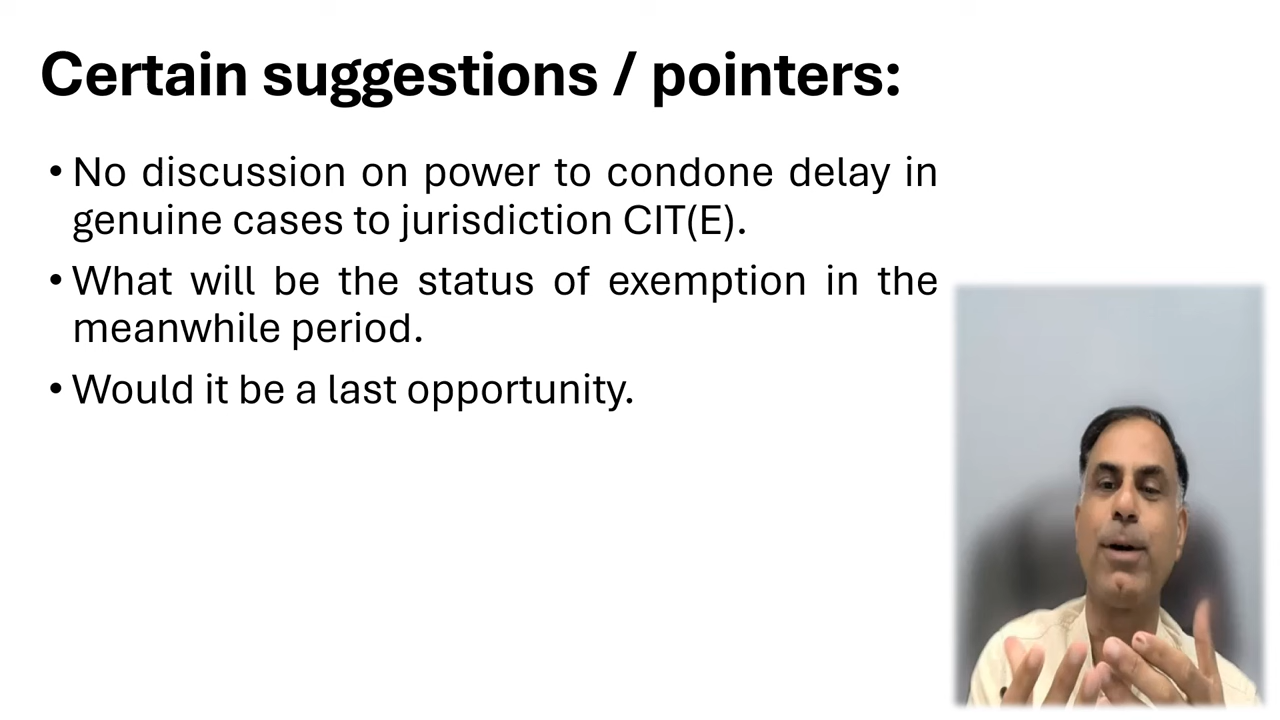 Certain suggestions / pointers:
• No discussion on power to condone delay in
genuine cases to jurisdiction CIT(E).
• What will be the status of exemption in the
meanwhile period.
• Would it be a last opportunity.